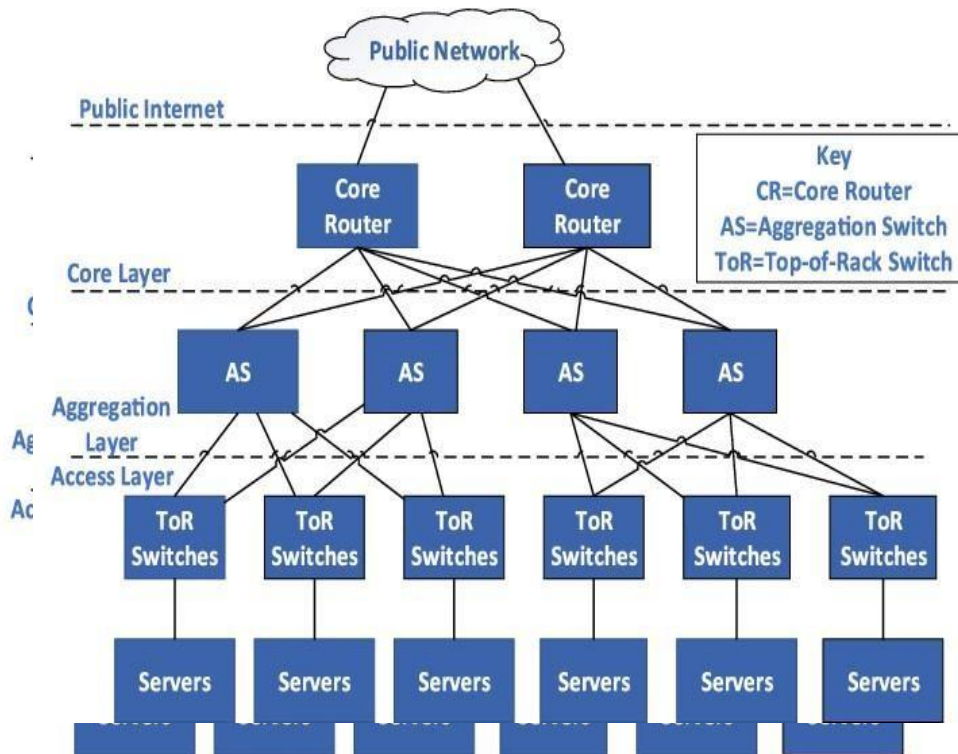 Public Network
Public Internet
Key
CR=Core Router
AS=Aggregation Switch
ToR=Top-of-Rack Switch
Core
Router
Core
Router
Core Layer
AS
AS
AS
AS
Aggregation
Layer
Access Layer
ToR
Switches
ToR
Switches
ToR
Switches
ToR
Switches
ToR
Switches
ToR
Switches
Servers
Servers
Servers
Servers
Servers
Servers